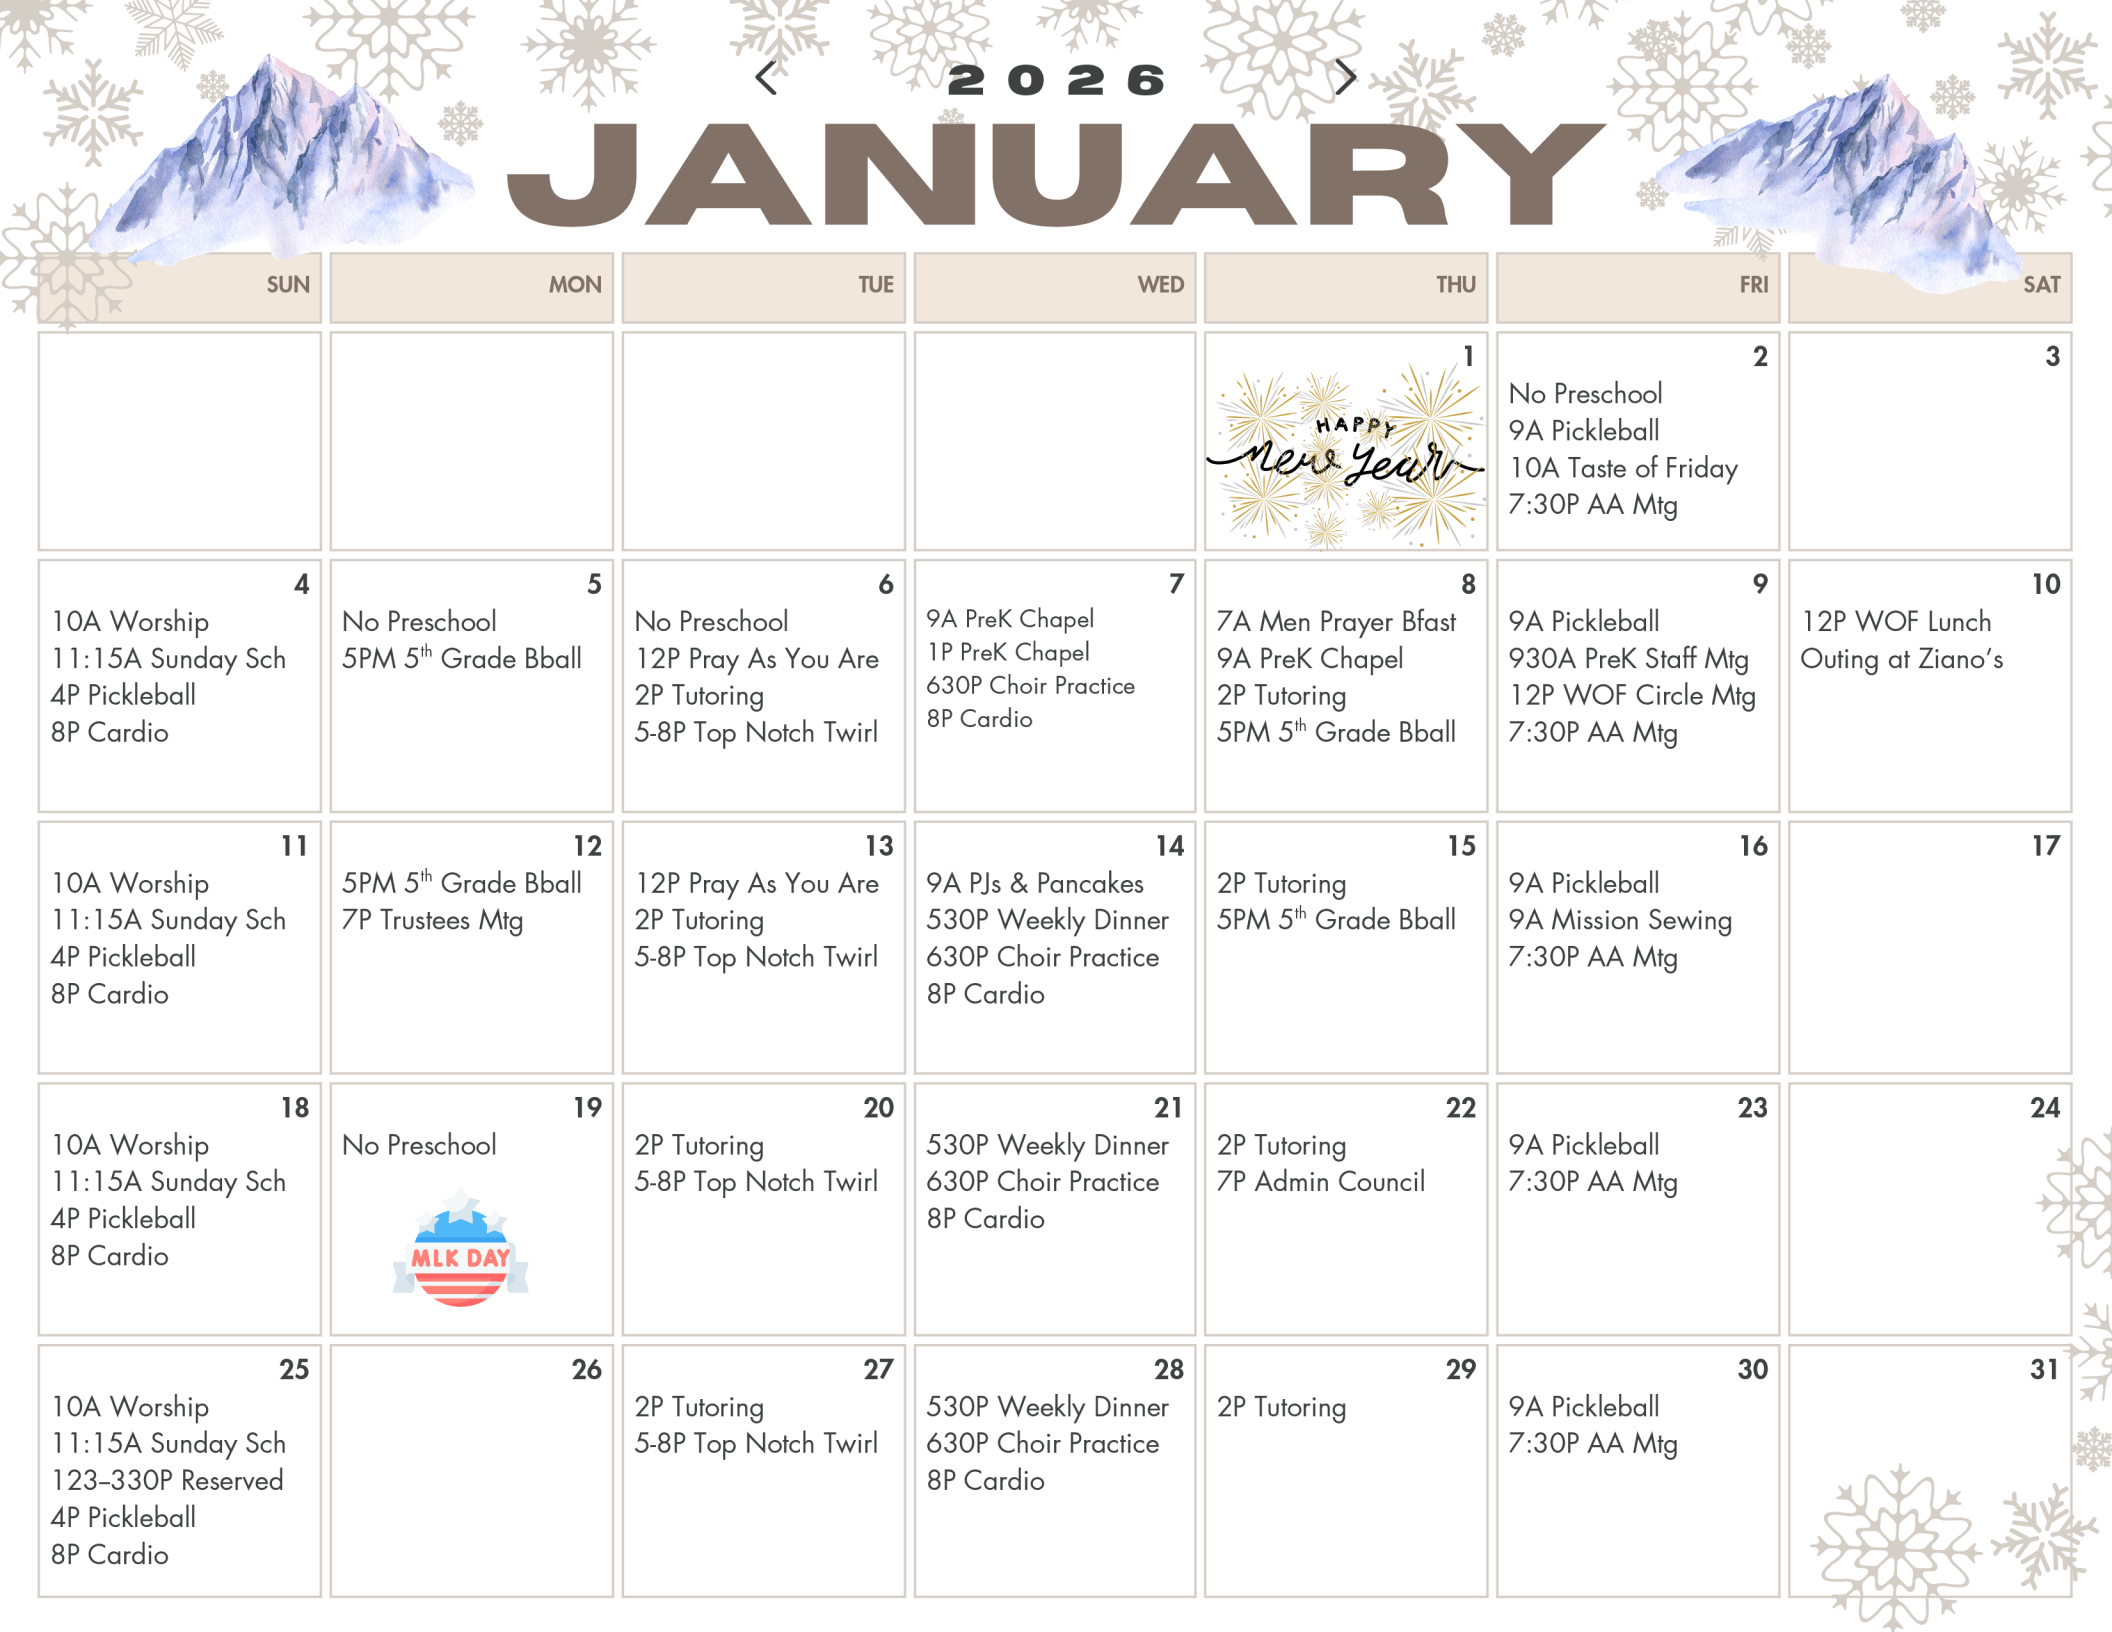 2026
JANUARY
SUN MON TUE WED THU FRI SAT
1
HAPPY
new year
2
No Preschool
9A Pickleball
10A Taste of Friday
7:30P AA Mtg
3
4
10A Worship
11:15A Sunday Sch
4P Pickleball
8P Cardio
5
No Preschool
5PM 5th Grade Bball
6
No Preschool
12P Pray As You Are
2P Tutoring
5-8P Top Notch Twirl
7
9A PreK Chapel
1P PreK Chapel
630P Choir Practice
8P Cardio
8
7A Men Prayer Bfast
9A PreK Chapel
2P Tutoring
5PM 5th Grade Bball
9
9A Pickleball
930A PreK Staff Mtg
12P WOF Circle Mtg
7:30P AA Mtg
10
12P WOF Lunch
Outing at Ziano's
11
10A Worship
11:15A Sunday Sch
4P Pickleball
8P Cardio
12
5PM 5th Grade Bball
7P Trustees Mtg
13
12P Pray As You Are
2P Tutoring
5-8P Top Notch Twirl
14
9A PJs & Pancakes
530P Weekly Dinner
630P Choir Practice
8P Cardio
15
2P Tutoring
5PM 5th Grade Bball
16
9A Pickleball
9A Mission Sewing
7:30P AA Mtg
17
18
10A Worship
11:15A Sunday Sch
4P Pickleball
8P Cardio
19
No Preschool
MLK DAY
20
2P Tutoring
5-8P Top Notch Twirl
21
530P Weekly Dinner
630P Choir Practice
8P Cardio
22
2P Tutoring
7P Admin Council
23
9A Pickleball
7:30P AA Mtg
24
25
10A Worship
11:15A Sunday Sch
123–330P Reserved
4P Pickleball
8P Cardio
26
27
2P Tutoring
5-8P Top Notch Twirl
28
530P Weekly Dinner
630P Choir Practice
8P Cardio
29
2P Tutoring
30
9A Pickleball
7:30P AA Mtg
31